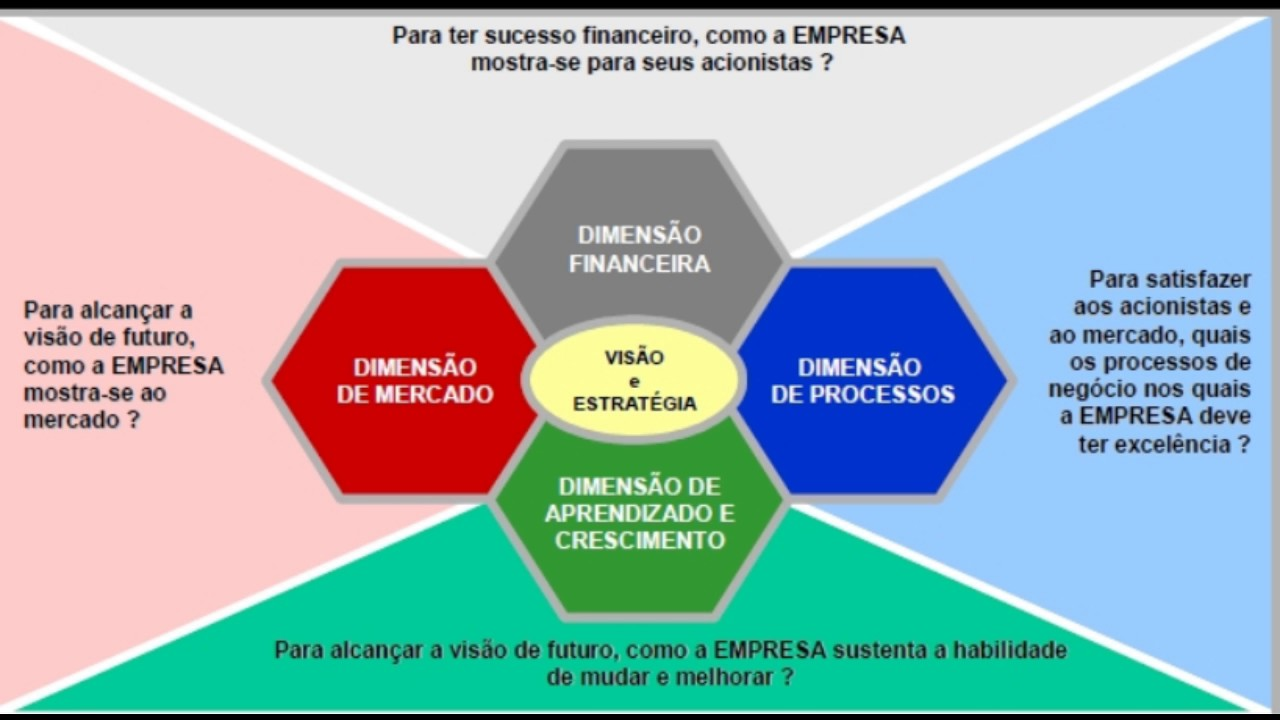 Para ter sucesso financeiro, como a EMPRESA
mostra-se para seus acionistas ?
DIMENSÃO
FINANCEIRA
Para alcançar a
visão de futuro,
como a EMPRESA
mostra-se ao
mercado ?
DIMENSÃO
DE MERCADO
VISÃO
e
ESTRATÉGIA
DIMENSÃO
DE PROCESSOS
Para satisfazer
aos acionistas e
ao mercado, quais
os processos de
negócio nos quais
a EMPRESA deve
ter excelência ?
DIMENSÃO DE
APRENDIZADO E
CRESCIMENTO
Para alcançar a visão de futuro, como a EMPRESA sustenta a habilidade
de mudar e melhorar ?